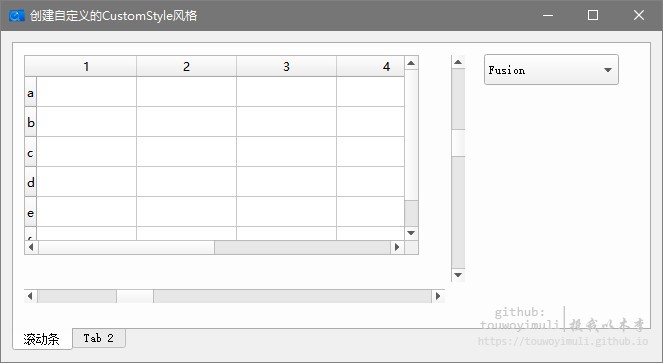 创建自定义的CustomStyle风格
1 2 3 4
Fusion
a
b
c
d
e
滚动条 Tab 2
github:
touwoyimuli
投我以木李
https://touwoyimuli.github.io